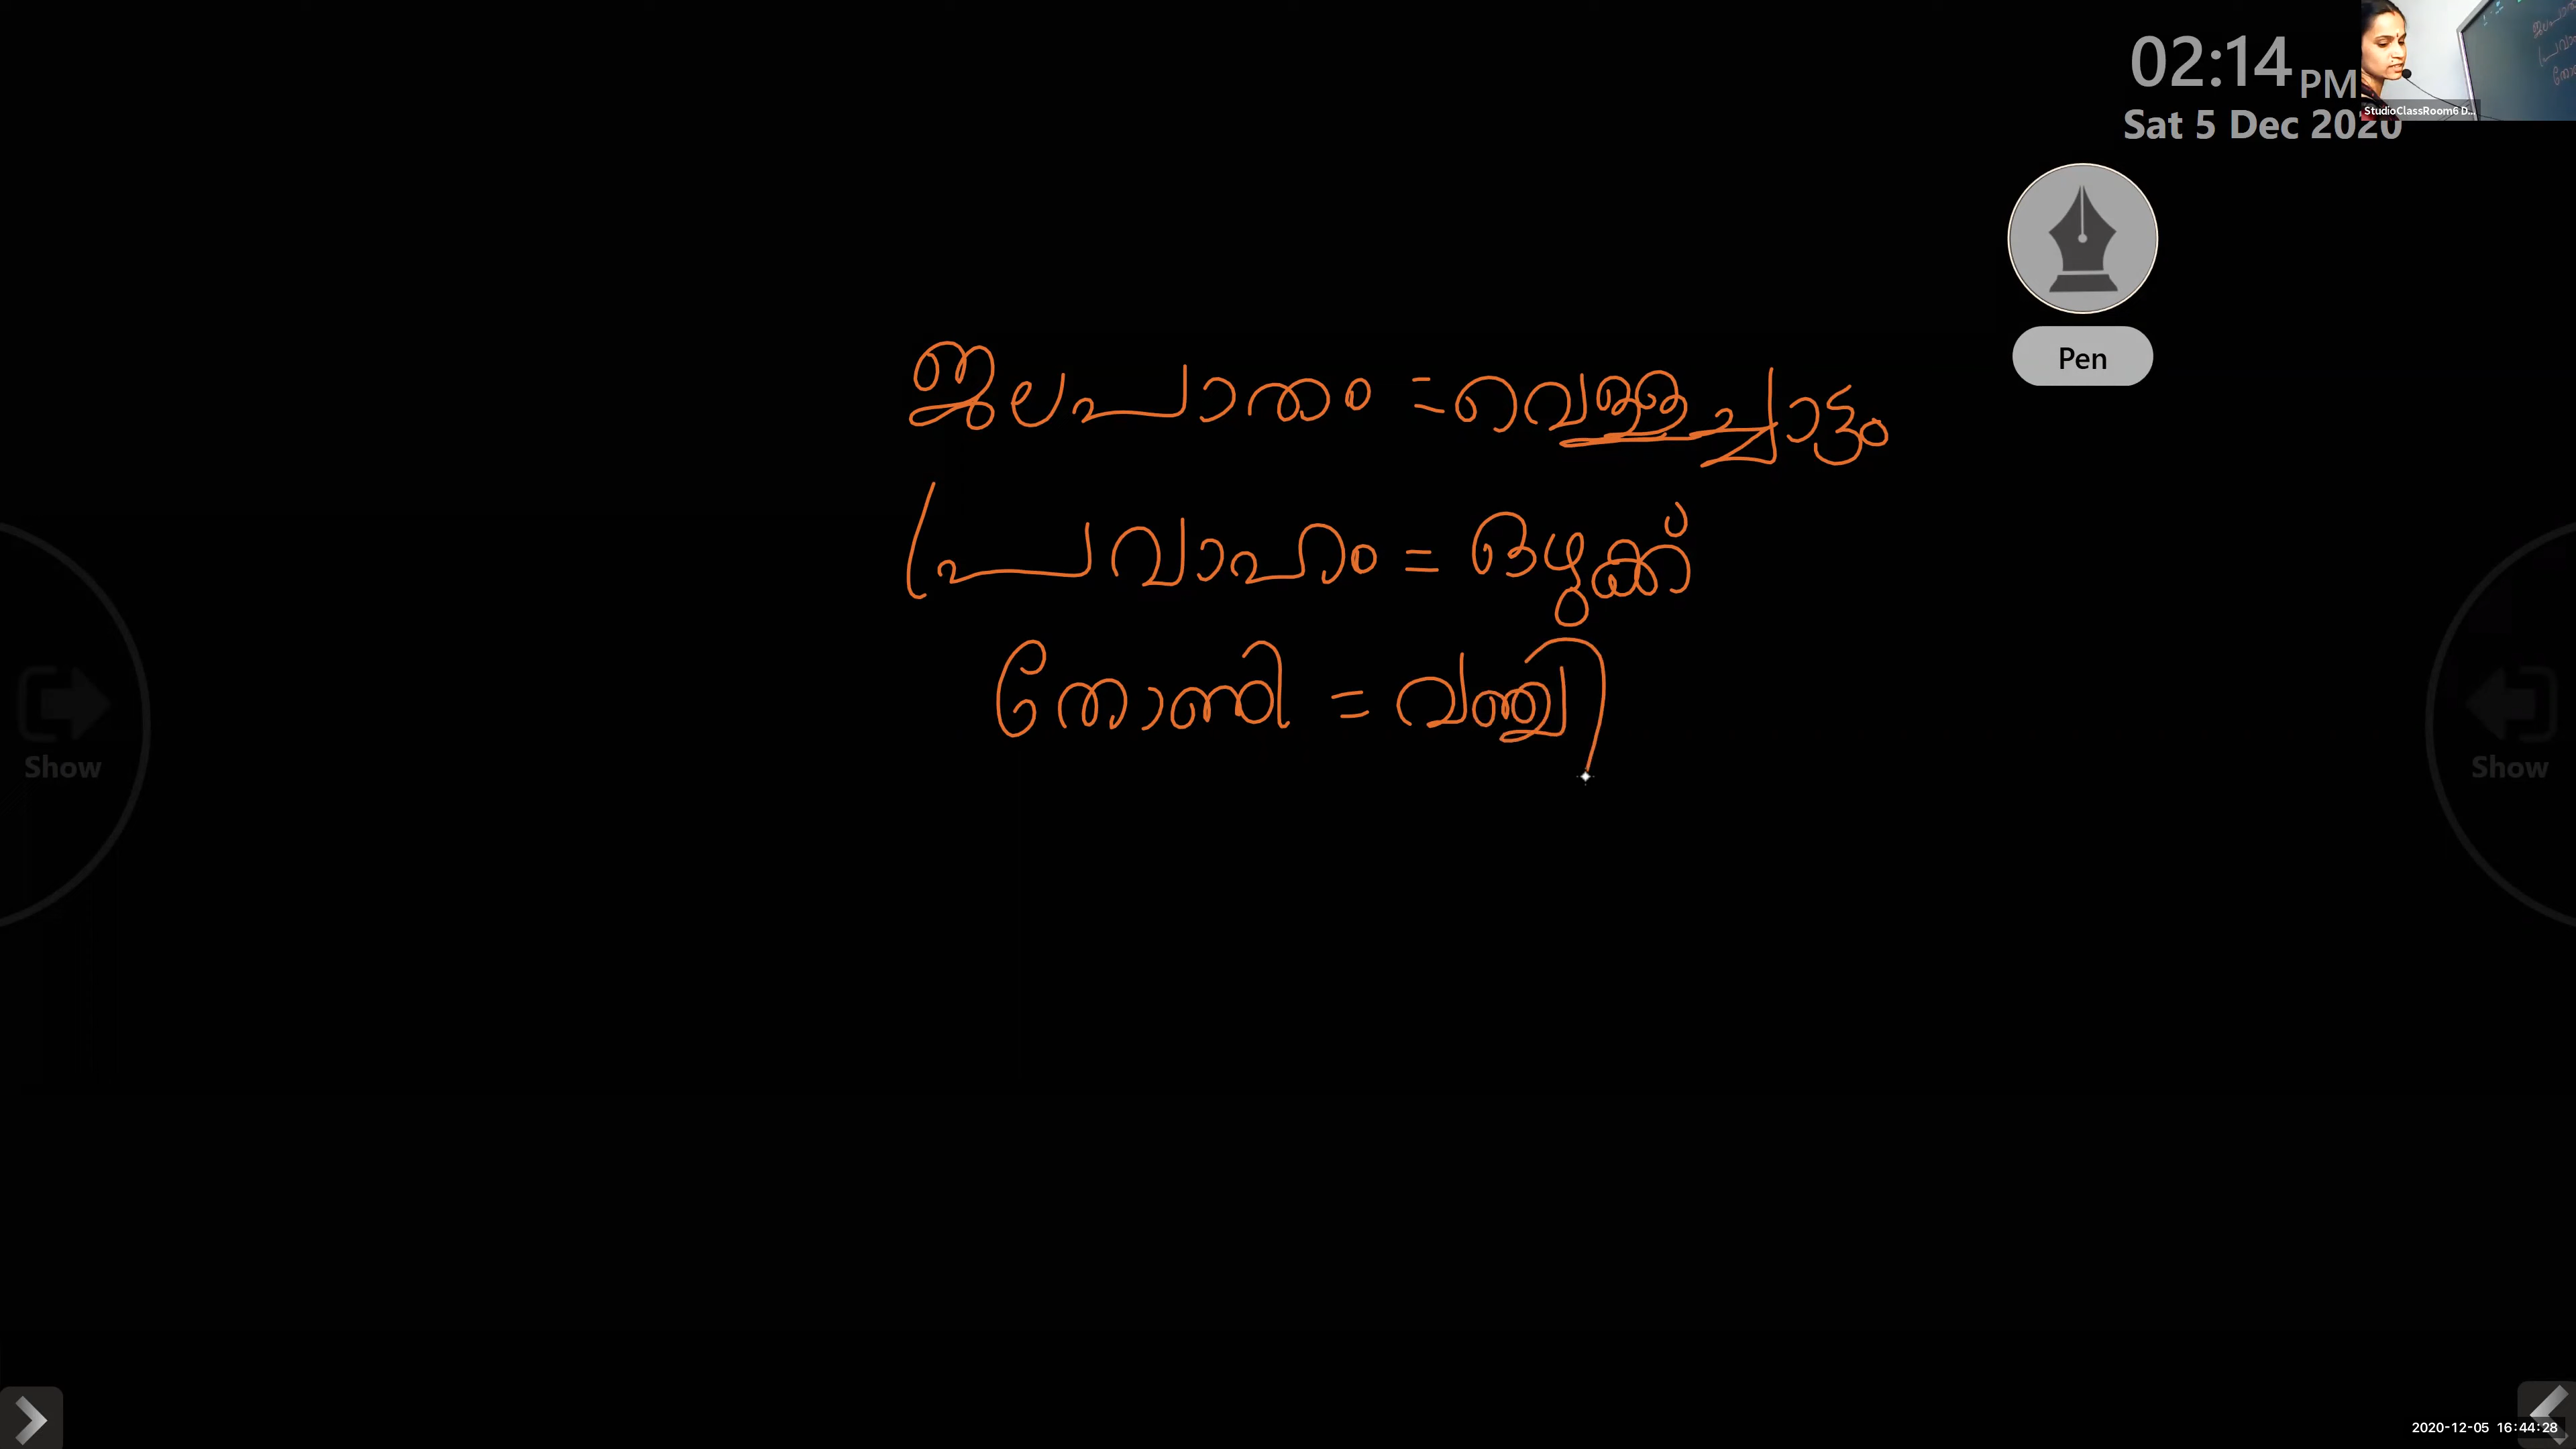 02:14 PM
Sat 5 Dec 2020
StudioClassRoom6 D...
Pen
ജലപാതം = വെള്ളച്ചാട്ടം
പ്രവാഹം = ഒഴുക്ക്
തോണി = വഞ്ചി
Show
Show
2020-12-05 16:44:28